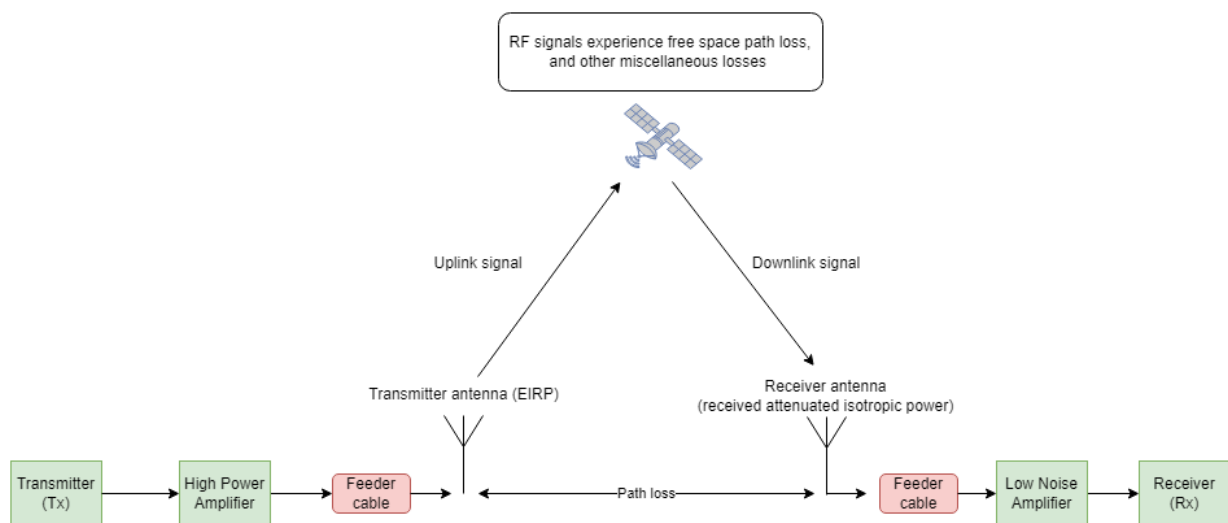 RF signals experience free space path loss,
and other miscellaneous losses
Uplink signal
Downlink signal
Transmitter antenna (EIRP)
Receiver antenna
(received attenuated isotropic power)
Transmitter
(Tx)
High Power
Amplifier
Feeder
cable
Path loss
Feeder
cable
Low Noise
Amplifier
Receiver
(Rx)